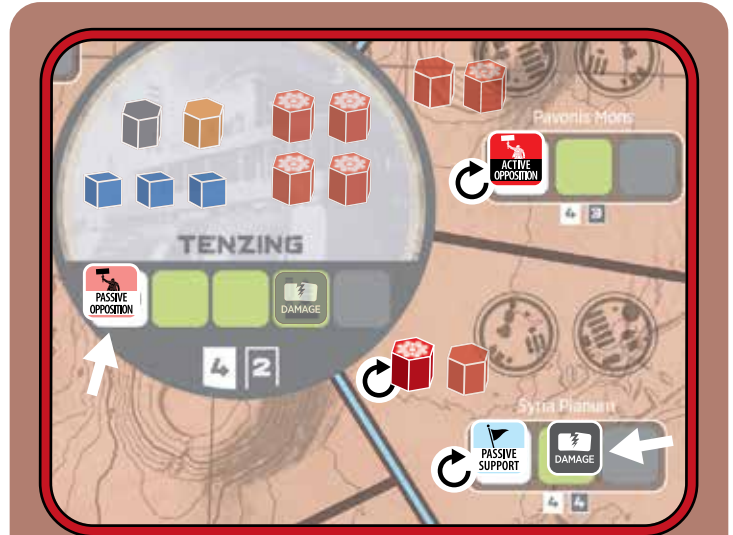 Pavonis Mons
ACTIVE
OPPOSITION
4 3
TENZING
PASSIVE
OPPOSITION
DAMAGE
4 2
Syria Planum
PASSIVE
SUPPORT
DAMAGE
4 4